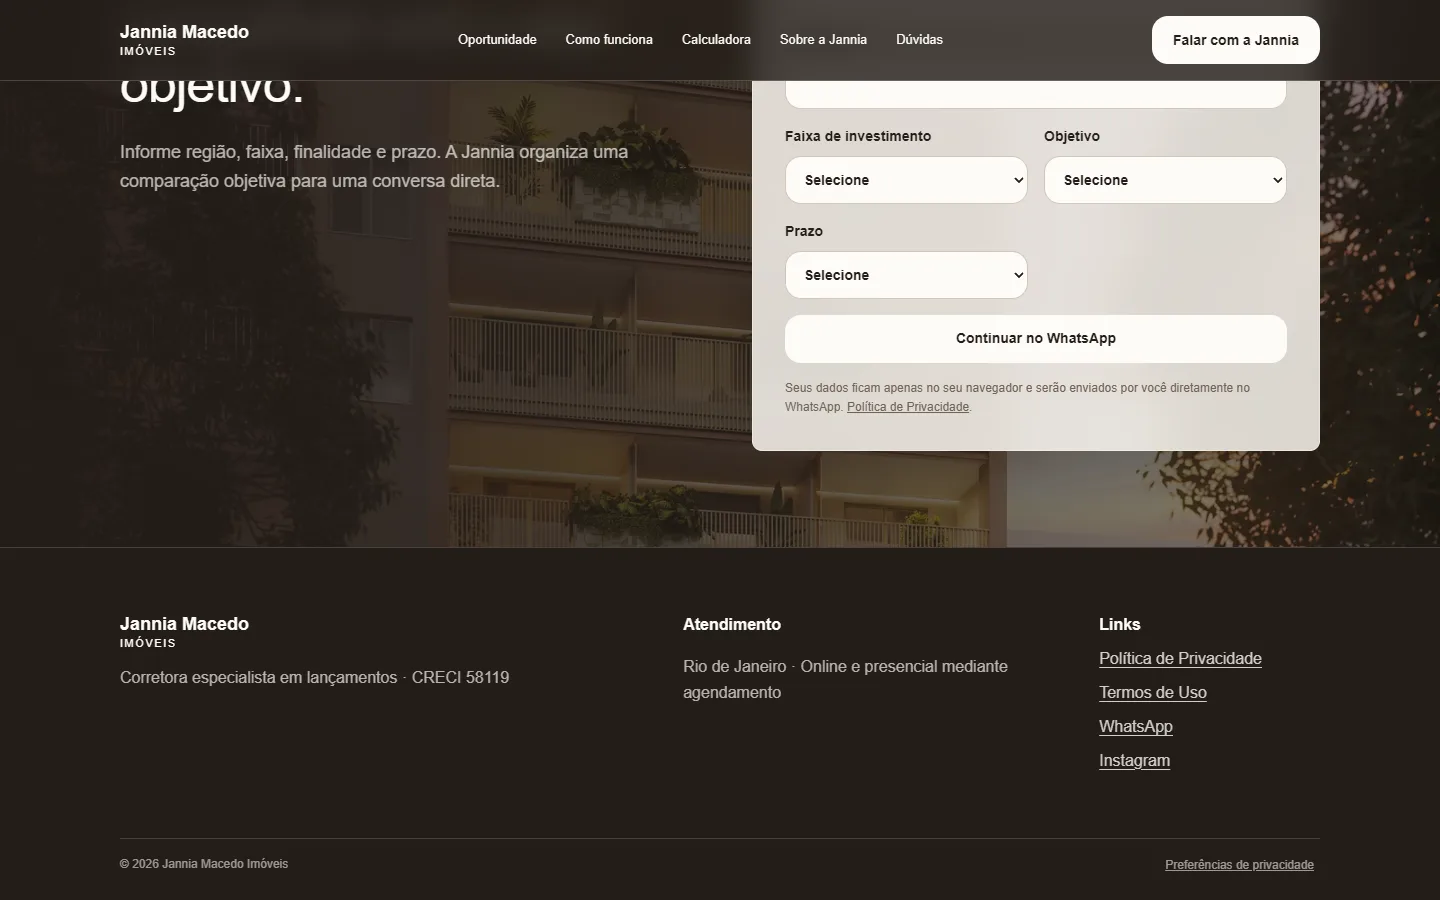 Jannia Macedo
IMÓVEIS
Oportunidade
Como funciona
Calculadora
Sobre a Jannia
Dúvidas
Falar com a Jannia
objetivo.
Informe região, faixa, finalidade e prazo. A Jannia organiza uma
comparação objetiva para uma conversa direta.
Faixa de investimento
Objetivo
Selecione
Selecione
Prazo
Selecione
Continuar no WhatsApp
Seus dados ficam apenas no seu navegador e serão enviados por você diretamente no
WhatsApp. Política de Privacidade.
Jannia Macedo
IMÓVEIS
Corretora especialista em lançamentos · CRECI 58119
Atendimento
Rio de Janeiro · Online e presencial mediante
agendamento
Links
Política de Privacidade
Termos de Uso
WhatsApp
Instagram
© 2026 Jannia Macedo Imóveis
Preferências de privacidade